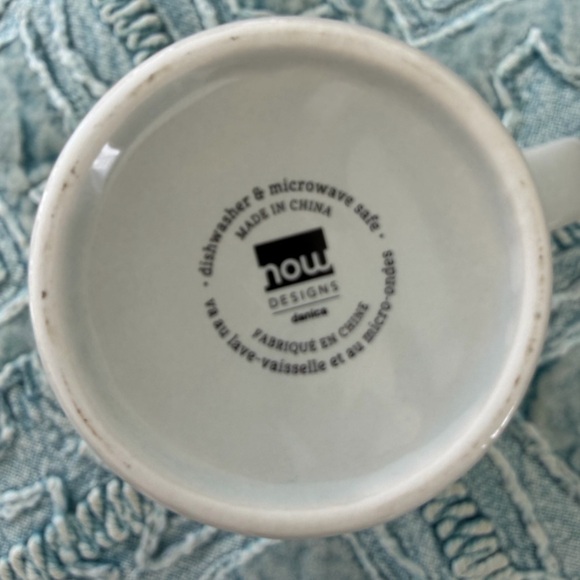 · dishwasher & microwave safe ·
MADE IN CHINA
now
DESIGNS
danica
FABRIQUÉ EN CHINE
va au lave-vaisselle et au micro-ondes